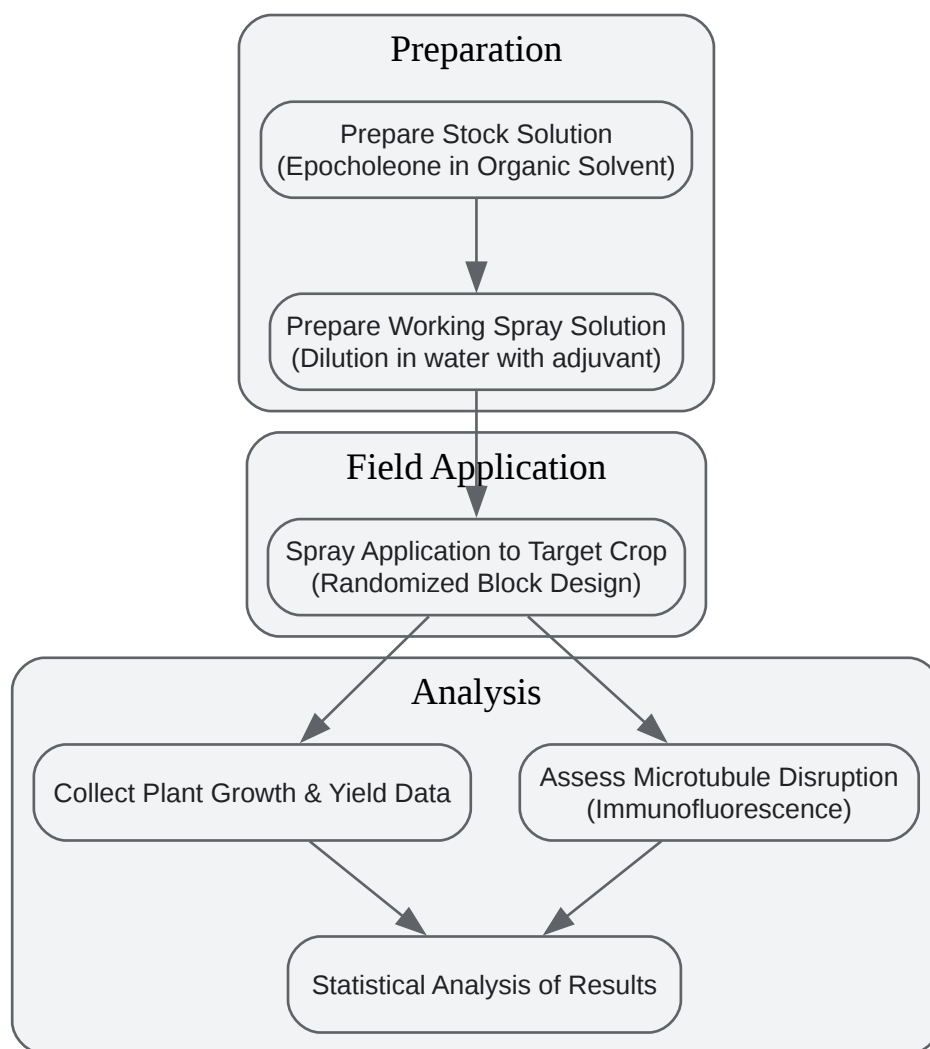 Preparation
Prepare Stock Solution
(Epocholeone in Organic Solvent)
Prepare Working Spray Solution
(Dilution in water with adjuvant)
Field Application
Spray Application to Target Crop
(Randomized Block Design)
Analysis
Collect Plant Growth & Yield Data
Assess Microtubule Disruption
(Immunofluorescence)
Statistical Analysis of Results